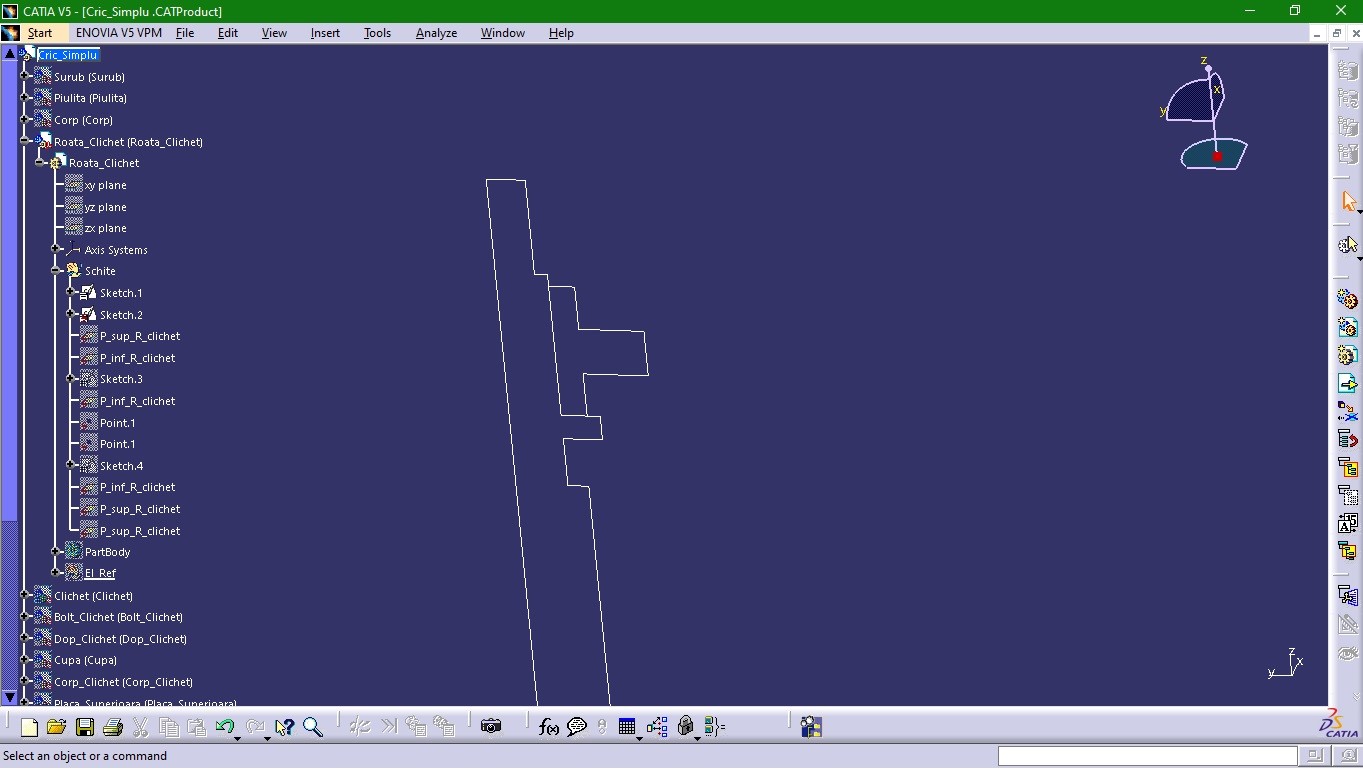 CATIA V5 - [Cric_Simplu .CATProduct]
Start ENOVIA V5 VPM File Edit View Insert Tools Analyze Window Help
Cric_Simplu
Surub (Surub)
Piulita (Piulita)
Corp (Corp)
Roata_Clichet (Roata_Clichet)
Roata_Clichet
xy plane
yz plane
zx plane
Axis Systems
Schite
Sketch.1
Sketch.2
P_sup_R_clichet
P_inf_R_clichet
Sketch.3
P_inf_R_clichet
Point.1
Point.1
Sketch.4
P_inf_R_clichet
P_sup_R_clichet
P_sup_R_clichet
PartBody
El_Ref
Clichet (Clichet)
Bolt_Clichet (Bolt_Clichet)
Dop_Clichet (Dop_Clichet)
Cupa (Cupa)
Corp_Clichet (Corp_Clichet)
Placa_Superioara (Placa_Superioara)
z
x
y
z
x
y
f(x)
CATIA
Select an object or a command